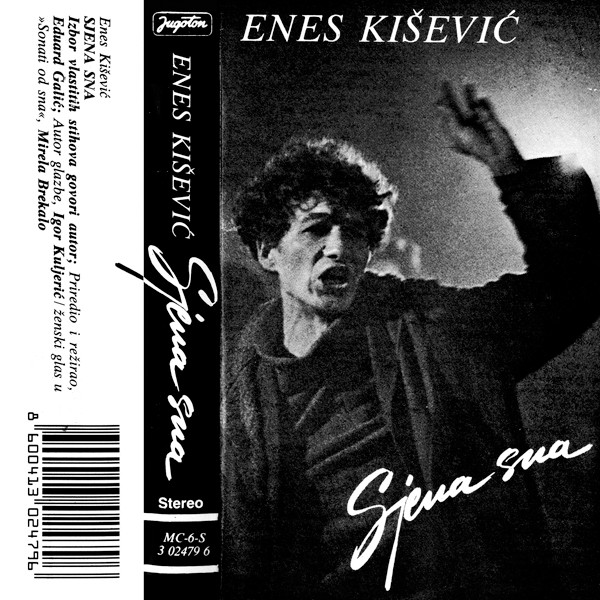 Enes Kišević
SJENA SNA
Izbor vlastitih stihova govori autor; Priredio i režirao,
Eduard Galić; Autor glazbe, Igor Kuljerić / ženski glas u
»Sonati od sna«, Mirela Brekalo
8 600413 024796
Jugoton
ENES KIŠEVIĆ
Sjena sna
Stereo
MC-6-S
3 02479 6
ENES KIŠEVIĆ
Sjena sna